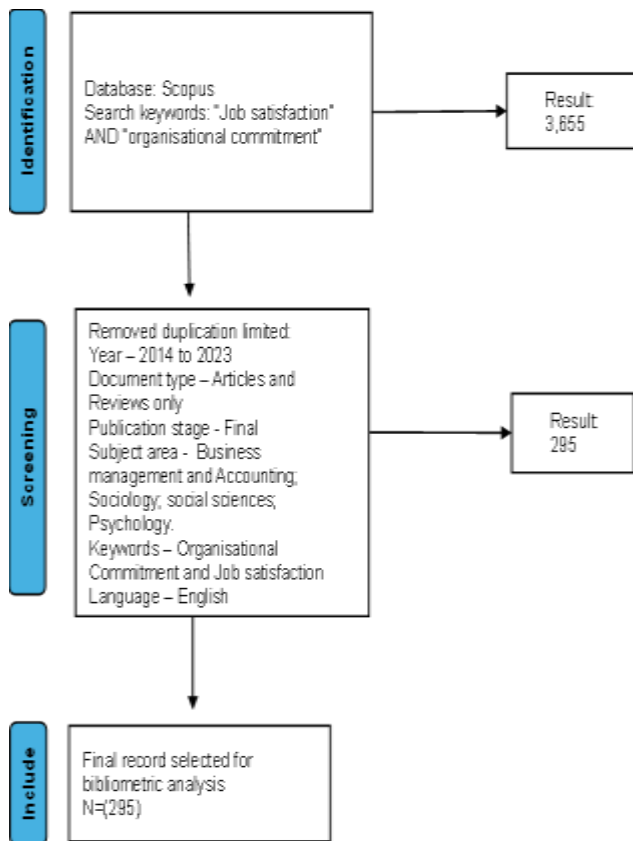 Identification
Database: Scopus
Search keywords: "Job satisfaction"
AND "organisational commitment"
Result:
3,655
Screening
Removed duplication limited:
Year – 2014 to 2023
Document type – Articles and
Reviews only
Publication stage - Final
Subject area - Business
management and Accounting;
Sociology; social sciences;
Psychology.
Keywords – Organisational
Commitment and Job satisfaction
Language – English
Result:
295
Include
Final record selected for
bibliometric analysis
N=(295)